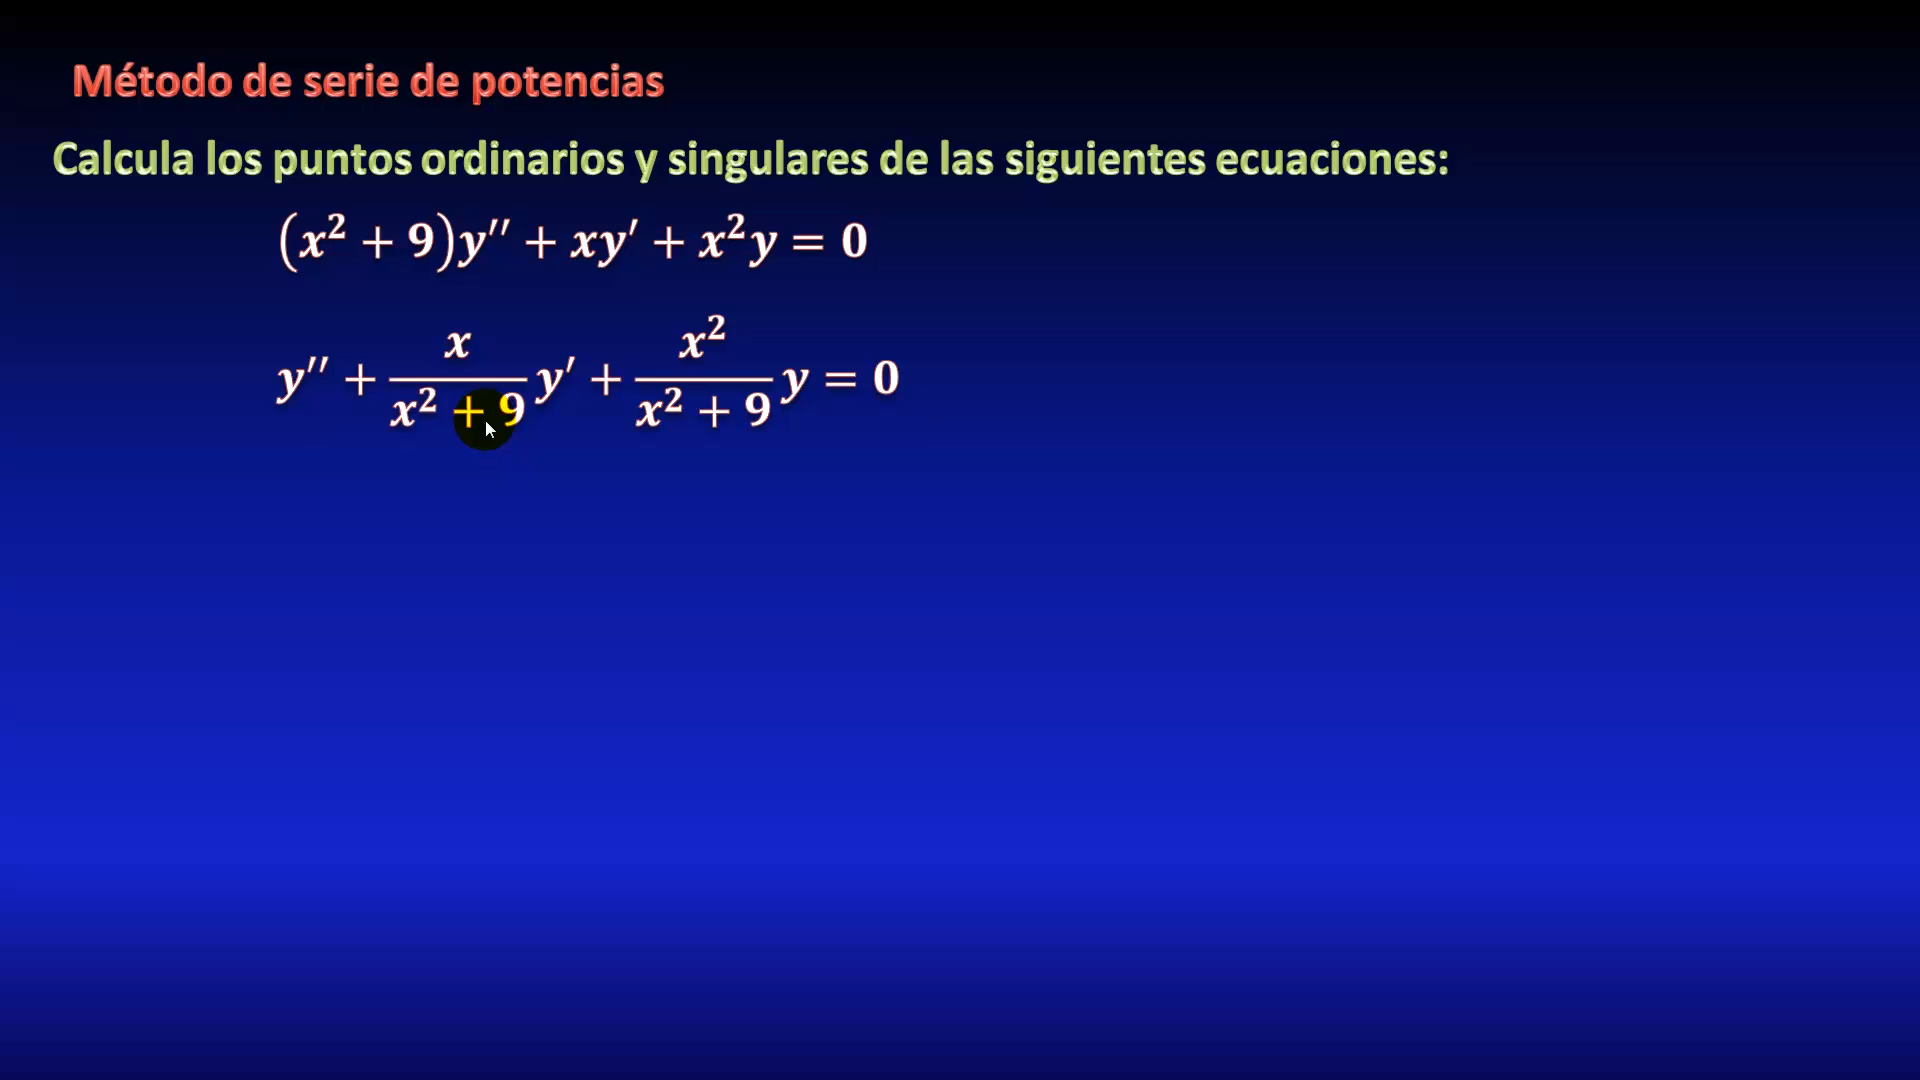 Método de serie de potencias
Calcula los puntos ordinarios y singulares de las siguientes ecuaciones:
(x² + 9)y′′ + xy′ + x²y = 0
y′′ + x/(x² + 9) y′ + x²/(x² + 9) y = 0